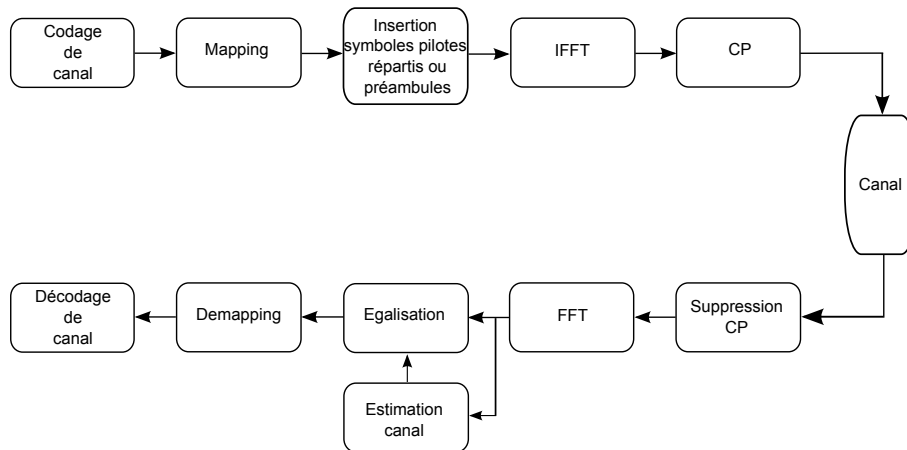 Codage
de
canal
Mapping
Insertion
symboles pilotes
répartis ou
préambules
IFFT
CP
Canal
Décodage
de
canal
Demapping
Egalisation
FFT
Suppression
CP
Estimation
canal